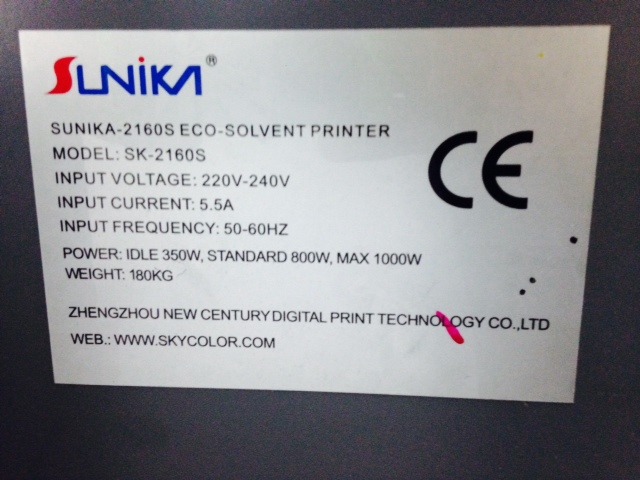 SUNIKA®
SUNIKA-2160S ECO-SOLVENT PRINTER
MODEL: SK-2160S
INPUT VOLTAGE: 220V-240V
INPUT CURRENT: 5.5A
INPUT FREQUENCY: 50-60HZ
POWER: IDLE 350W, STANDARD 800W, MAX 1000W
WEIGHT: 180KG
CE
ZHENGZHOU NEW CENTURY DIGITAL PRINT TECHNOLOGY CO.,LTD
WEB.: WWW.SKYCOLOR.COM